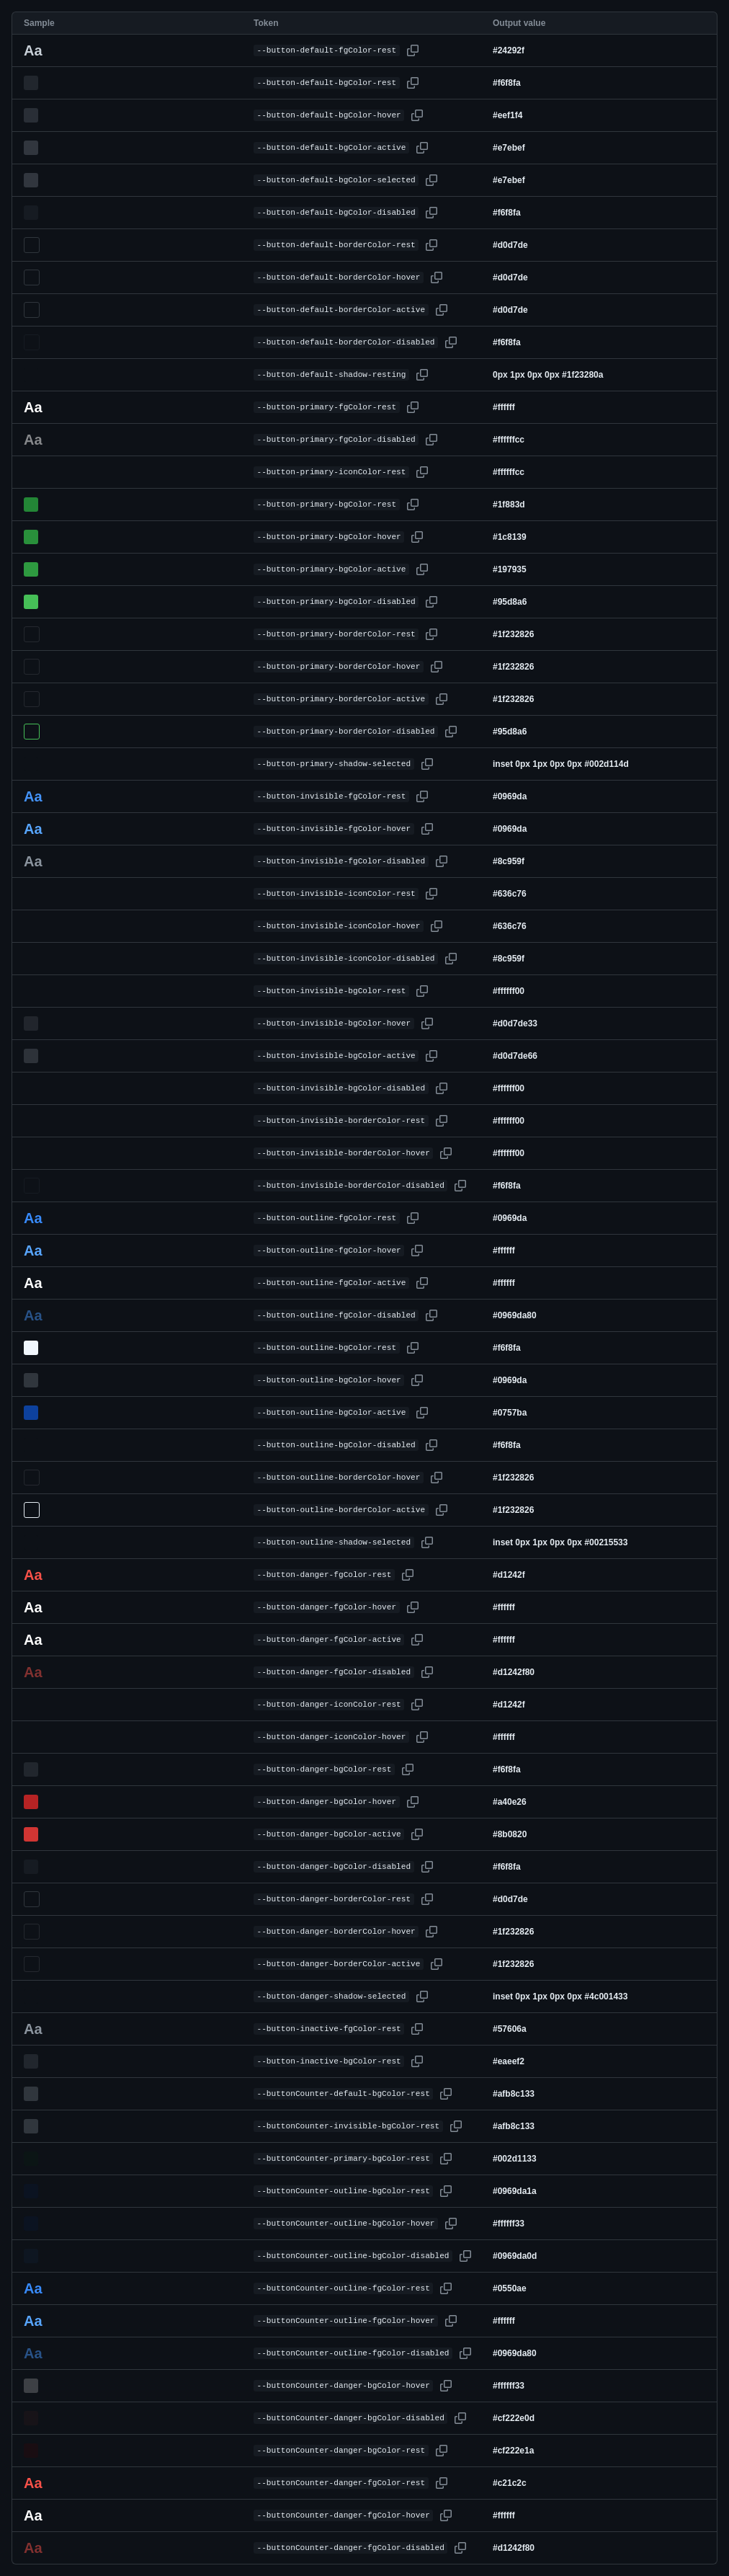 Sample Token Output value
Aa --button-default-fgColor-rest #24292f
--button-default-bgColor-rest #f6f8fa
--button-default-bgColor-hover #eef1f4
--button-default-bgColor-active #e7ebef
--button-default-bgColor-selected #e7ebef
--button-default-bgColor-disabled #f6f8fa
--button-default-borderColor-rest #d0d7de
--button-default-borderColor-hover #d0d7de
--button-default-borderColor-active #d0d7de
--button-default-borderColor-disabled #f6f8fa
--button-default-shadow-resting 0px 1px 0px 0px #1f23280a
Aa --button-primary-fgColor-rest #ffffff
Aa --button-primary-fgColor-disabled #ffffffcc
--button-primary-iconColor-rest #ffffffcc
--button-primary-bgColor-rest #1f883d
--button-primary-bgColor-hover #1c8139
--button-primary-bgColor-active #197935
--button-primary-bgColor-disabled #95d8a6
--button-primary-borderColor-rest #1f232826
--button-primary-borderColor-hover #1f232826
--button-primary-borderColor-active #1f232826
--button-primary-borderColor-disabled #95d8a6
--button-primary-shadow-selected inset 0px 1px 0px 0px #002d114d
Aa --button-invisible-fgColor-rest #0969da
Aa --button-invisible-fgColor-hover #0969da
Aa --button-invisible-fgColor-disabled #8c959f
--button-invisible-iconColor-rest #636c76
--button-invisible-iconColor-hover #636c76
--button-invisible-iconColor-disabled #8c959f
--button-invisible-bgColor-rest #ffffff00
--button-invisible-bgColor-hover #d0d7de33
--button-invisible-bgColor-active #d0d7de66
--button-invisible-bgColor-disabled #ffffff00
--button-invisible-borderColor-rest #ffffff00
--button-invisible-borderColor-hover #ffffff00
--button-invisible-borderColor-disabled #f6f8fa
Aa --button-outline-fgColor-rest #0969da
Aa --button-outline-fgColor-hover #ffffff
Aa --button-outline-fgColor-active #ffffff
Aa --button-outline-fgColor-disabled #0969da80
--button-outline-bgColor-rest #f6f8fa
--button-outline-bgColor-hover #0969da
--button-outline-bgColor-active #0757ba
--button-outline-bgColor-disabled #f6f8fa
--button-outline-borderColor-hover #1f232826
--button-outline-borderColor-active #1f232826
--button-outline-shadow-selected inset 0px 1px 0px 0px #00215533
Aa --button-danger-fgColor-rest #d1242f
Aa --button-danger-fgColor-hover #ffffff
Aa --button-danger-fgColor-active #ffffff
Aa --button-danger-fgColor-disabled #d1242f80
--button-danger-iconColor-rest #d1242f
--button-danger-iconColor-hover #ffffff
--button-danger-bgColor-rest #f6f8fa
--button-danger-bgColor-hover #a40e26
--button-danger-bgColor-active #8b0820
--button-danger-bgColor-disabled #f6f8fa
--button-danger-borderColor-rest #d0d7de
--button-danger-borderColor-hover #1f232826
--button-danger-borderColor-active #1f232826
--button-danger-shadow-selected inset 0px 1px 0px 0px #4c001433
Aa --button-inactive-fgColor-rest #57606a
--button-inactive-bgColor-rest #eaeef2
--buttonCounter-default-bgColor-rest #afb8c133
--buttonCounter-invisible-bgColor-rest #afb8c133
--buttonCounter-primary-bgColor-rest #002d1133
--buttonCounter-outline-bgColor-rest #0969da1a
--buttonCounter-outline-bgColor-hover #ffffff33
--buttonCounter-outline-bgColor-disabled #0969da0d
Aa --buttonCounter-outline-fgColor-rest #0550ae
Aa --buttonCounter-outline-fgColor-hover #ffffff
Aa --buttonCounter-outline-fgColor-disabled #0969da80
--buttonCounter-danger-bgColor-hover #ffffff33
--buttonCounter-danger-bgColor-disabled #cf222e0d
--buttonCounter-danger-bgColor-rest #cf222e1a
Aa --buttonCounter-danger-fgColor-rest #c21c2c
Aa --buttonCounter-danger-fgColor-hover #ffffff
Aa --buttonCounter-danger-fgColor-disabled #d1242f80